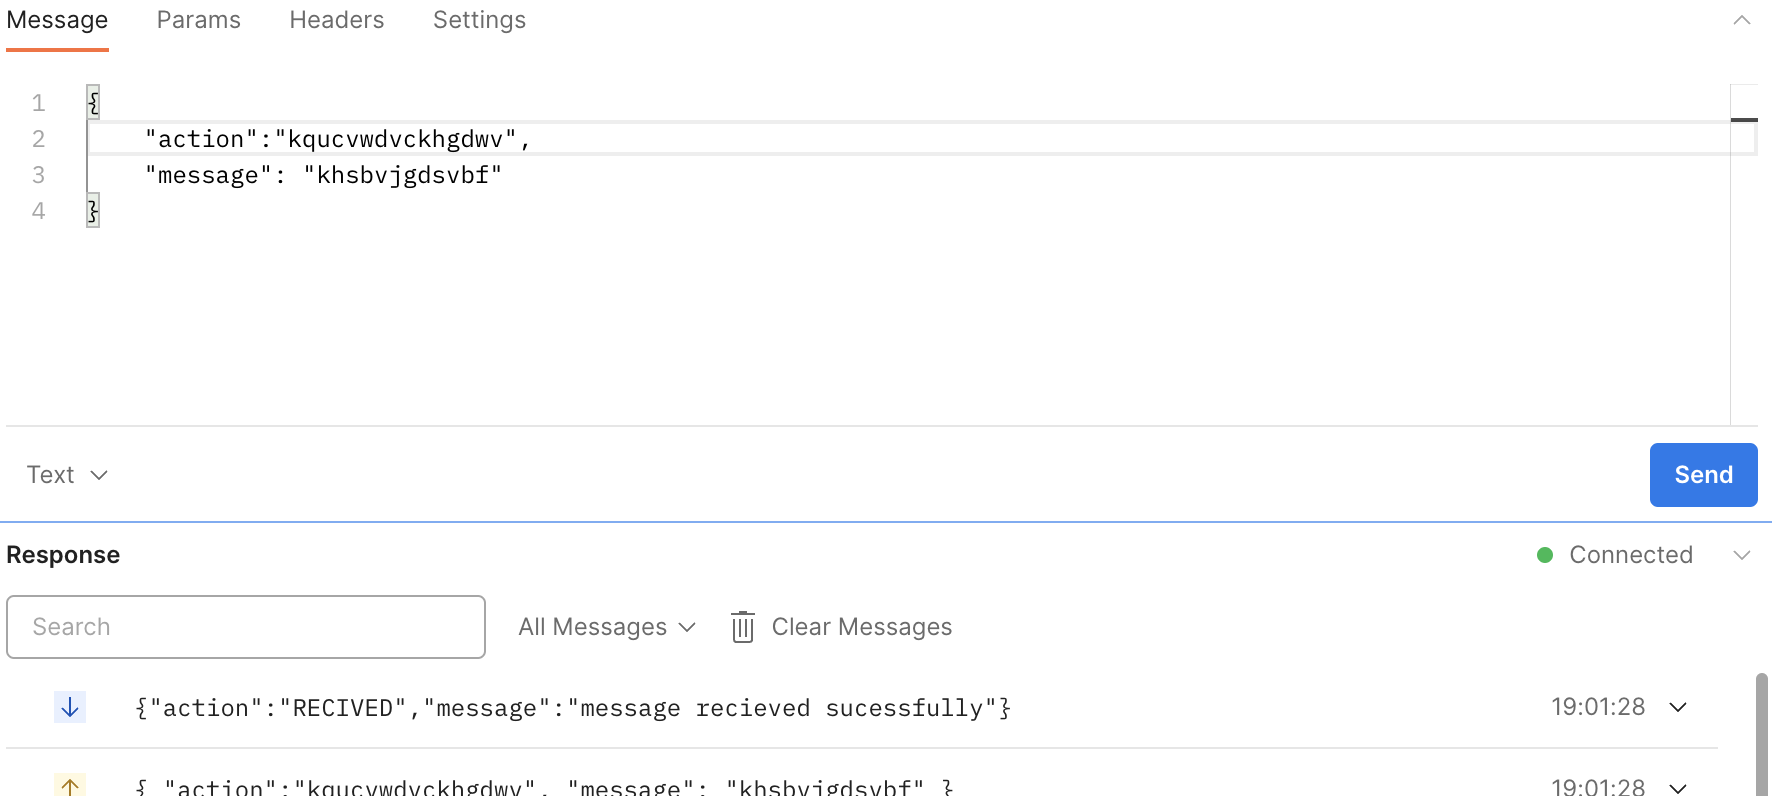 Message Params Headers Settings
1 {
2 "action":"kqucvwdvckhgdwv",
3 "message": "khsbvjgdsvbf"
4 }
Text
Send
Response
Connected
Search
All Messages
Clear Messages
{"action":"RECIVED","message":"message recieved sucessfully"} 19:01:28
{ "action":"kqucvwdvckhgdwv", "message": "khsbvjgdsvbf" } 19:01:28